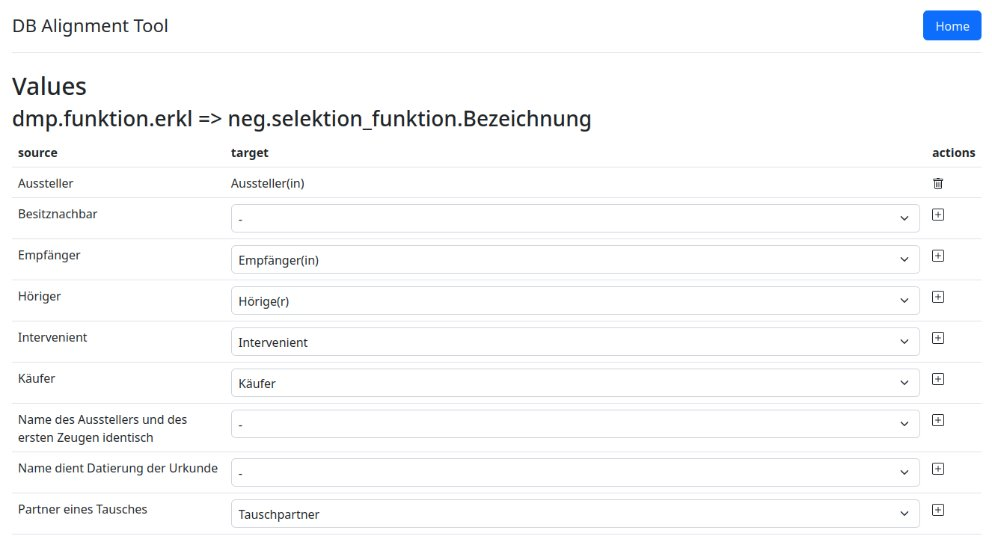 DB Alignment Tool Home
Values
dmp.funktion.erkl => neg.selektion_funktion.Bezeichnung
source target actions
Aussteller Aussteller(in)
Besitznachbar -
Empfänger Empfänger(in)
Höriger Hörige(r)
Intervenient Intervenient
Käufer Käufer
Name des Ausstellers und des
ersten Zeugen identisch -
Name dient Datierung der Urkunde -
Partner eines Tausches Tauschpartner